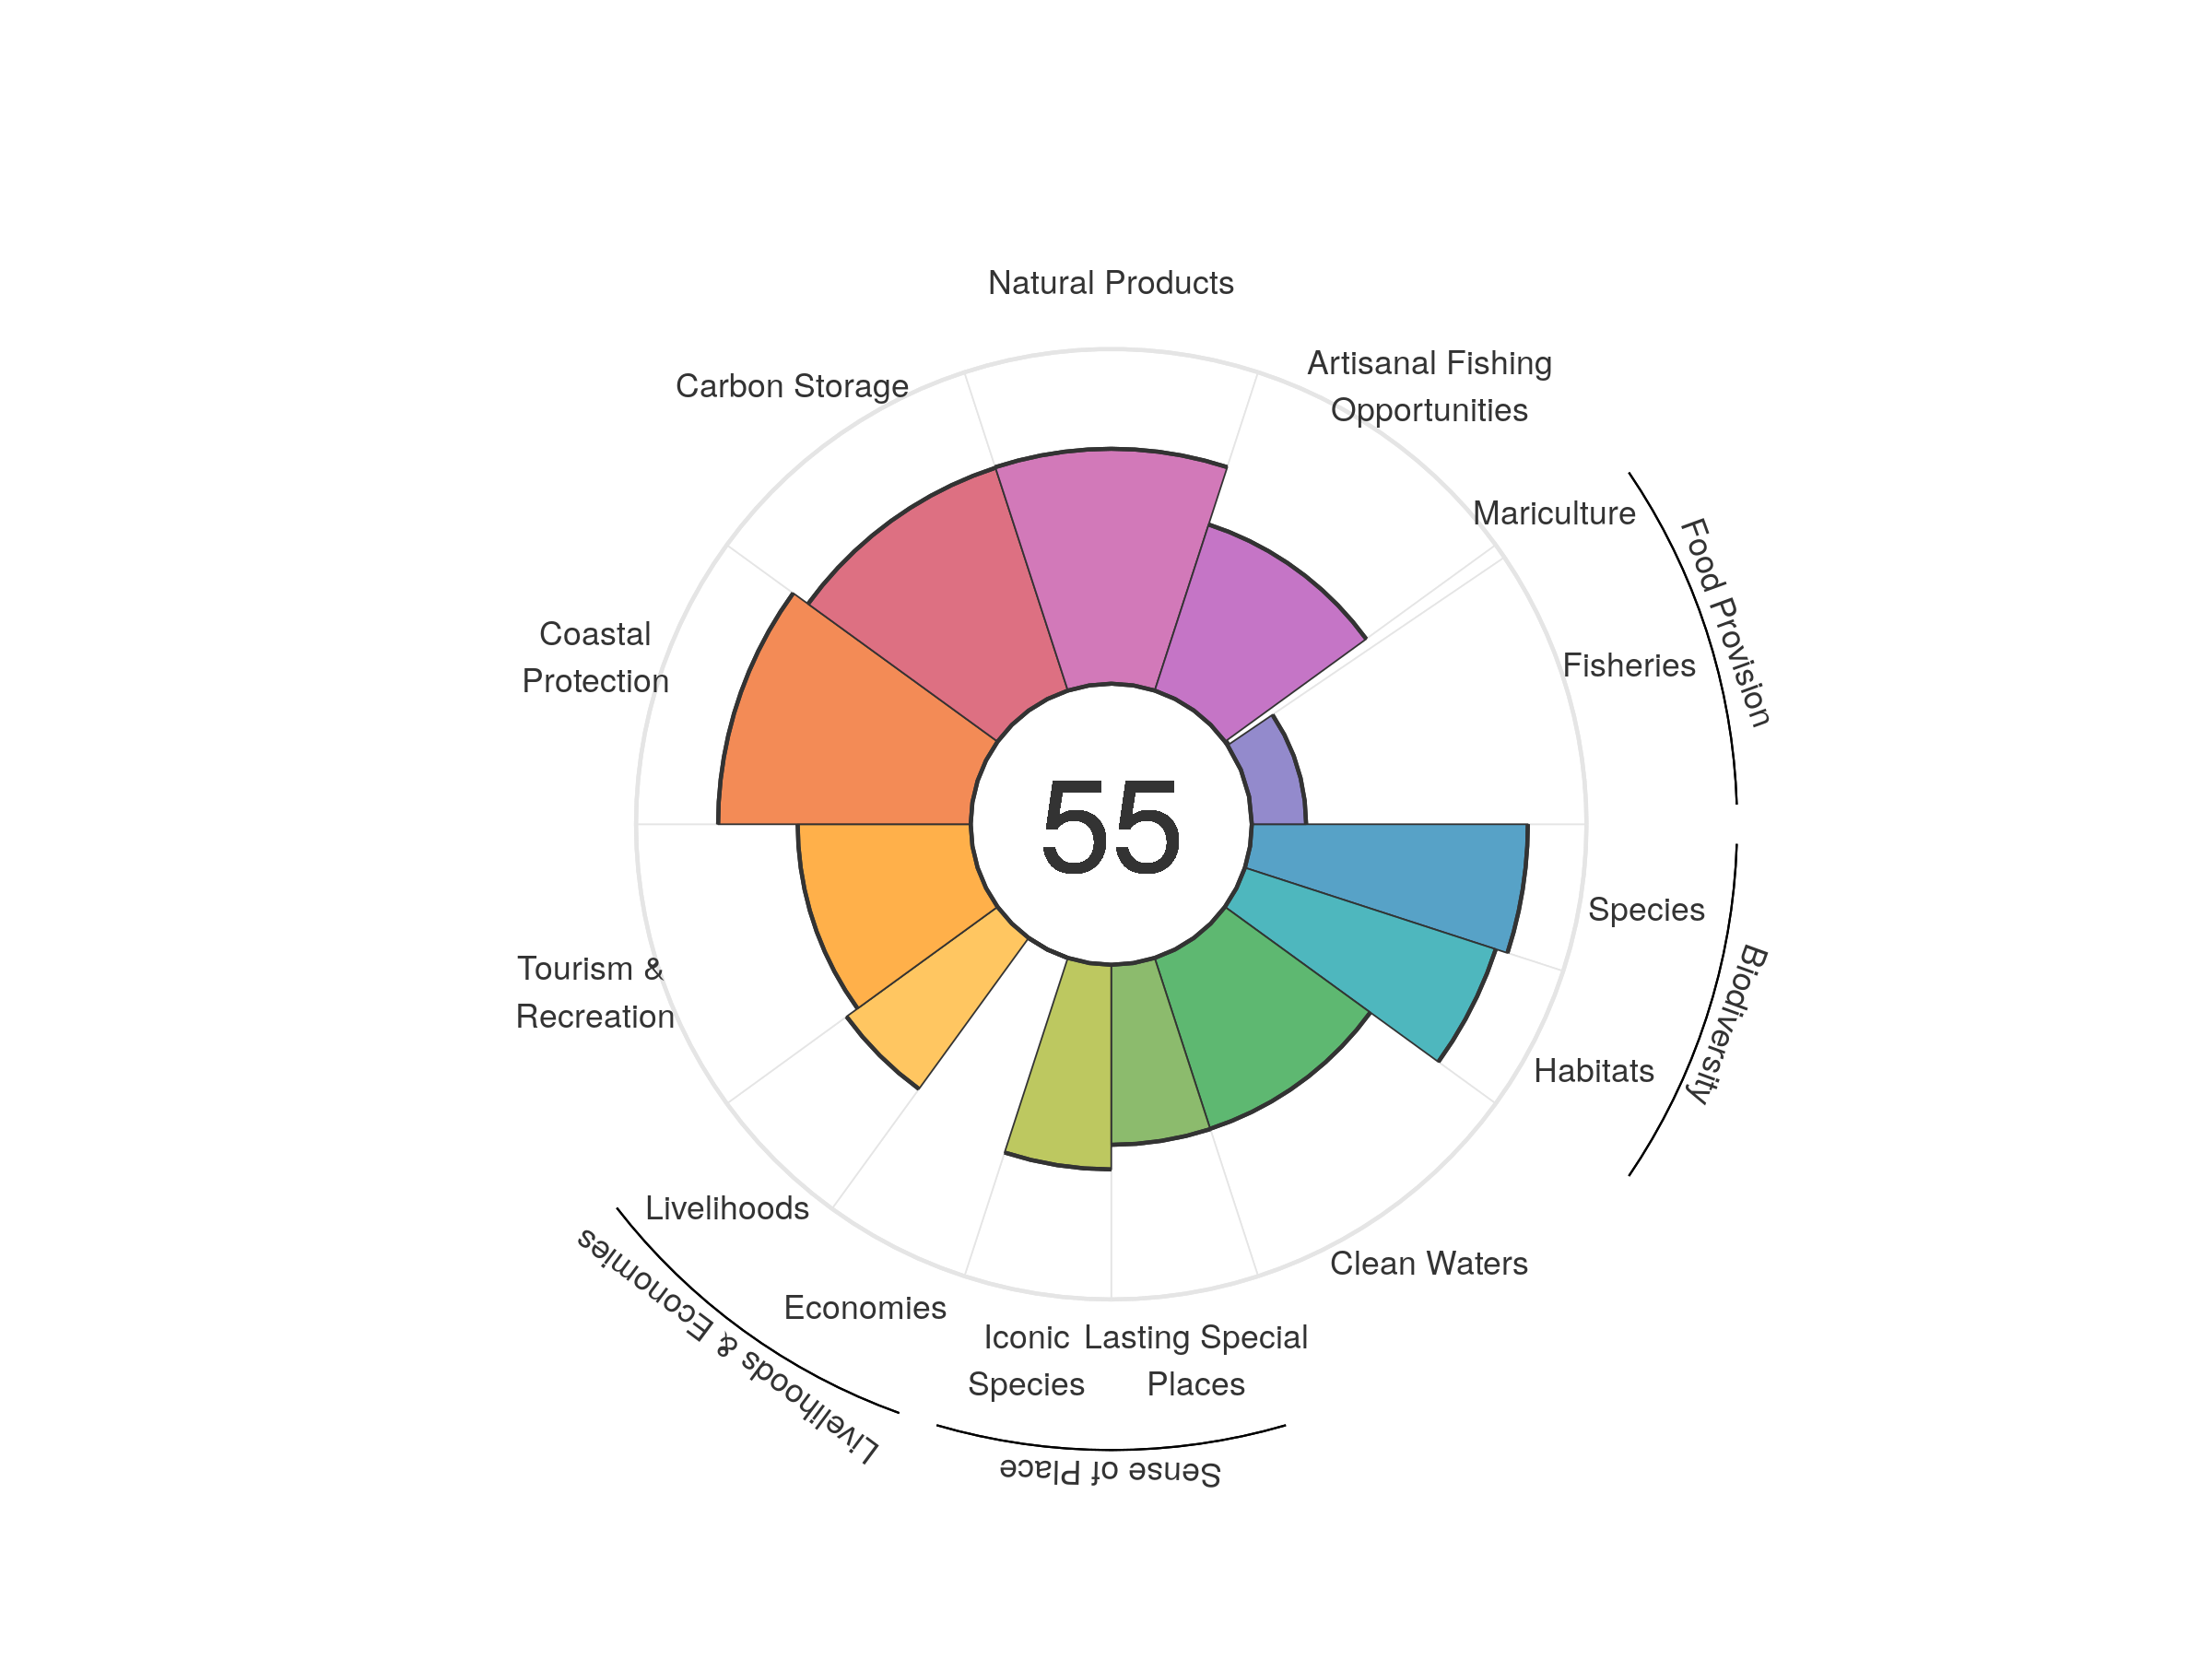 Natural Products
Artisanal Fishing
Opportunities
Carbon Storage
Mariculture
Food Provision
Fisheries
Coastal
Protection
55
Species
Biodiversity
Habitats
Tourism &
Recreation
Livelihoods
Clean Waters
Economies
Livelihoods & Economies
Iconic
Species
Lasting Special
Places
Sense of Place